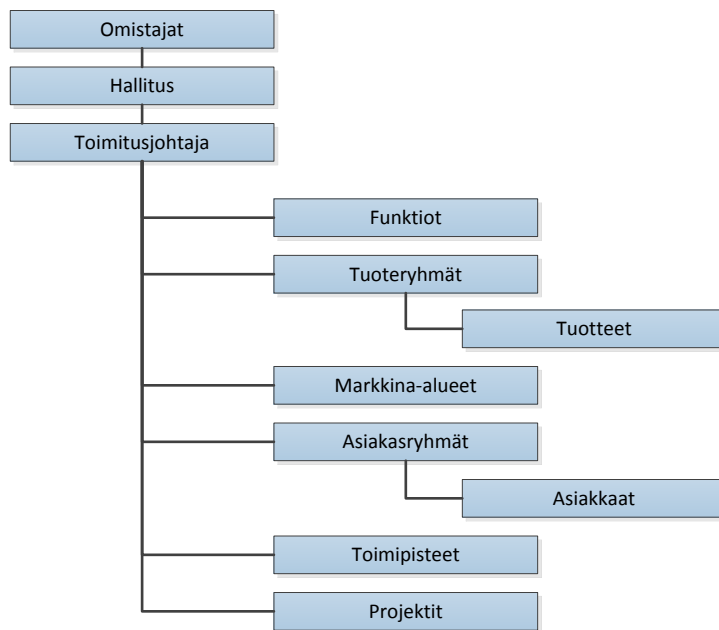 Omistajat
Hallitus
Toimitusjohtaja
Funktiot
Tuoteryhmät
Tuotteet
Markkina-alueet
Asiakasryhmät
Asiakkaat
Toimipisteet
Projektit